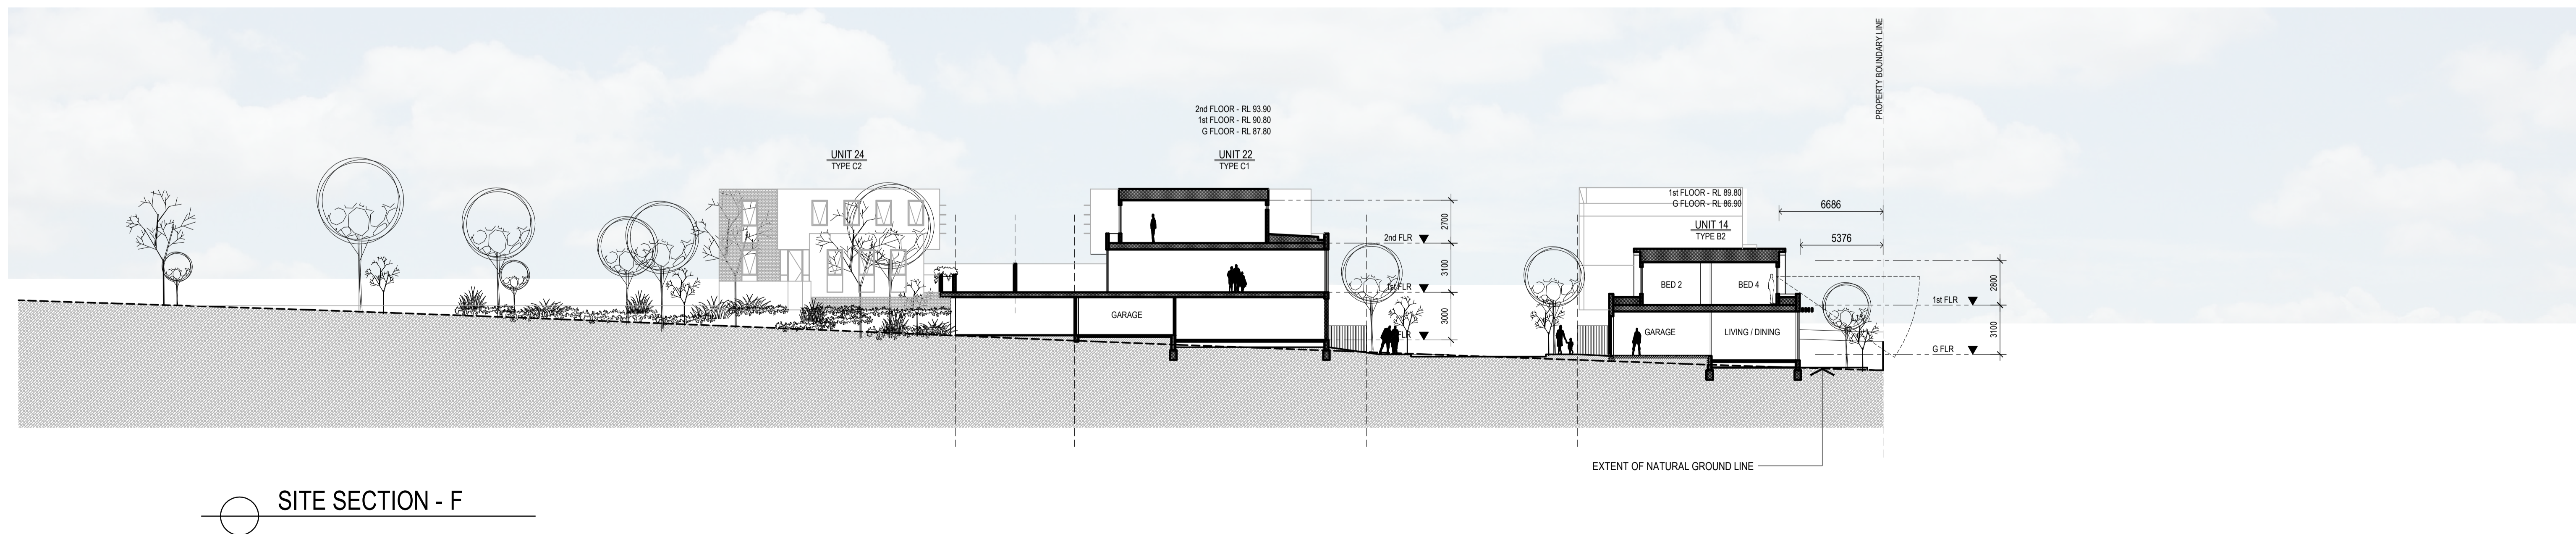 PROPERTY BOUNDARY LINE
2nd FLOOR - RL 93.90
1st FLOOR - RL 90.80
G FLOOR - RL 87.80
UNIT 24
TYPE C2
UNIT 22
TYPE C1
1st FLOOR - RL 89.80
G FLOOR - RL 86.90
UNIT 14
TYPE B2
6686
5376
2700
2nd FLR
3100
1st FLR
3000
FLR
GARAGE
BED 2
BED 4
2800
1st FLR
GARAGE
LIVING / DINING
3100
G FLR
EXTENT OF NATURAL GROUND LINE
SITE SECTION - F